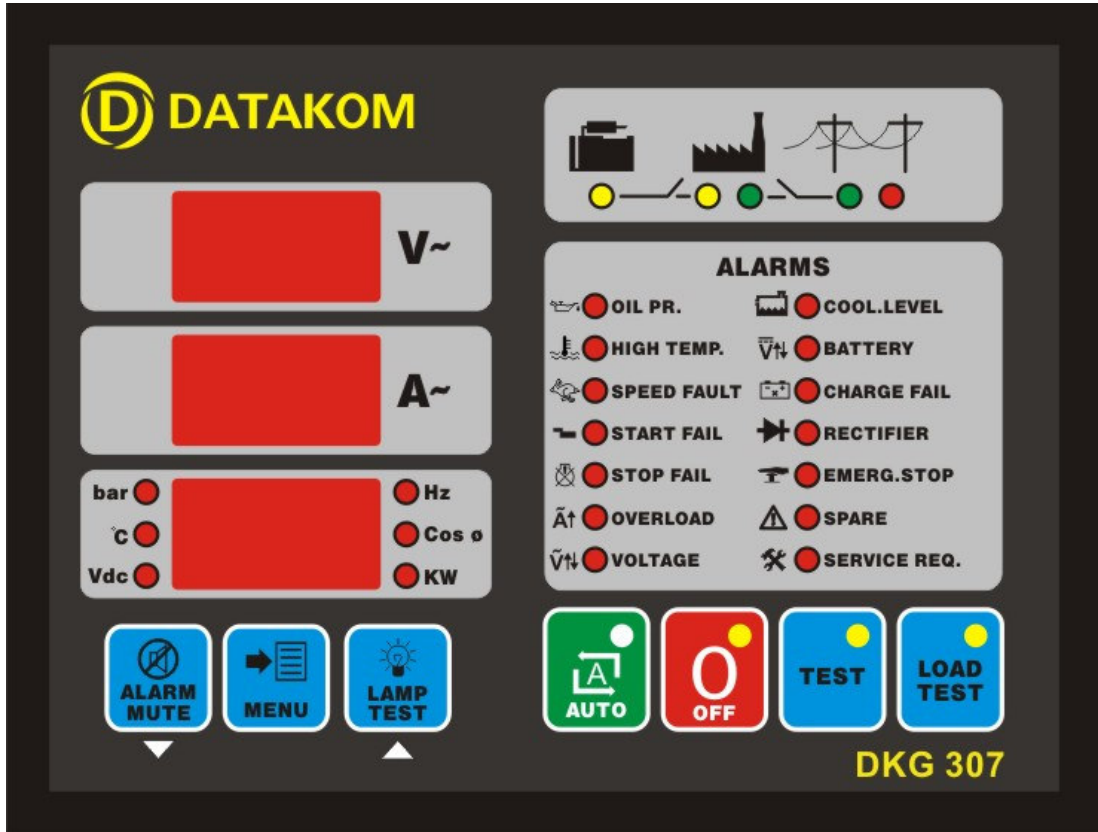 D DATAKOM
V~
A~
bar Hz
°C Cos ø
Vdc KW
ALARM MUTE
MENU
LAMP TEST
ALARMS
OIL PR. COOL.LEVEL
HIGH TEMP. V BATTERY
SPEED FAULT CHARGE FAIL
START FAIL RECTIFIER
STOP FAIL EMERG.STOP
Ã↑ OVERLOAD SPARE
Ṽ↑↓ VOLTAGE SERVICE REQ.
A
AUTO
O
OFF
TEST
LOAD
TEST
DKG 307